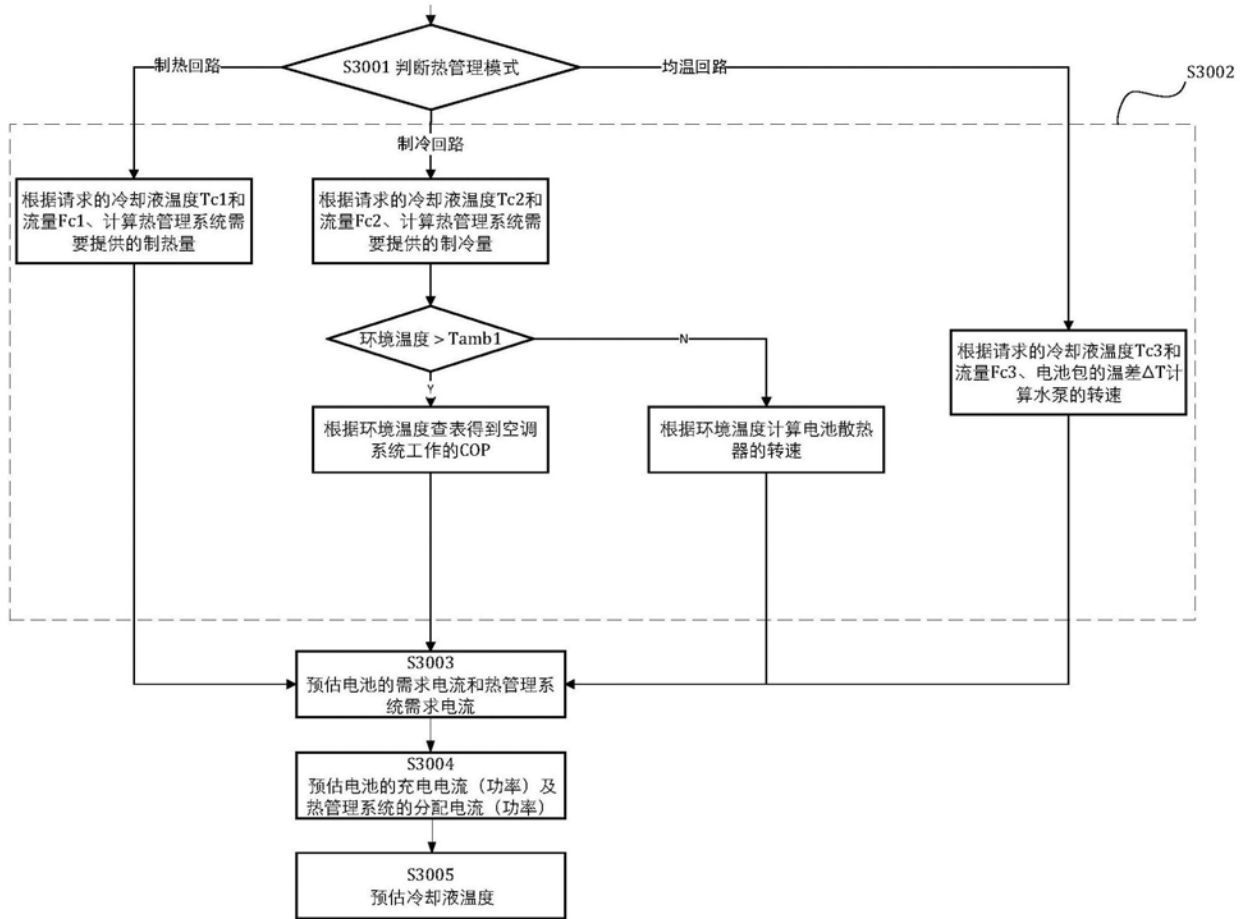 S3001 判断热管理模式
制热回路
均温回路
S3002
制冷回路
根据请求的冷却液温度Tc1和
流量Fc1、计算热管理系统需
要提供的制热量
根据请求的冷却液温度Tc2和
流量Fc2、计算热管理系统需
要提供的制冷量
环境温度＞Tamb1
N
Y
根据请求的冷却液温度Tc3和
流量Fc3、电池包的温差ΔT计
算水泵的转速
根据环境温度查表得到空调
系统工作的COP
根据环境温度计算电池散热
器的转速
S3003
预估电池的需求电流和热管理系
统需求电流
S3004
预估电池的充电电流（功率）及
热管理系统的分配电流（功率）
S3005
预估冷却液温度